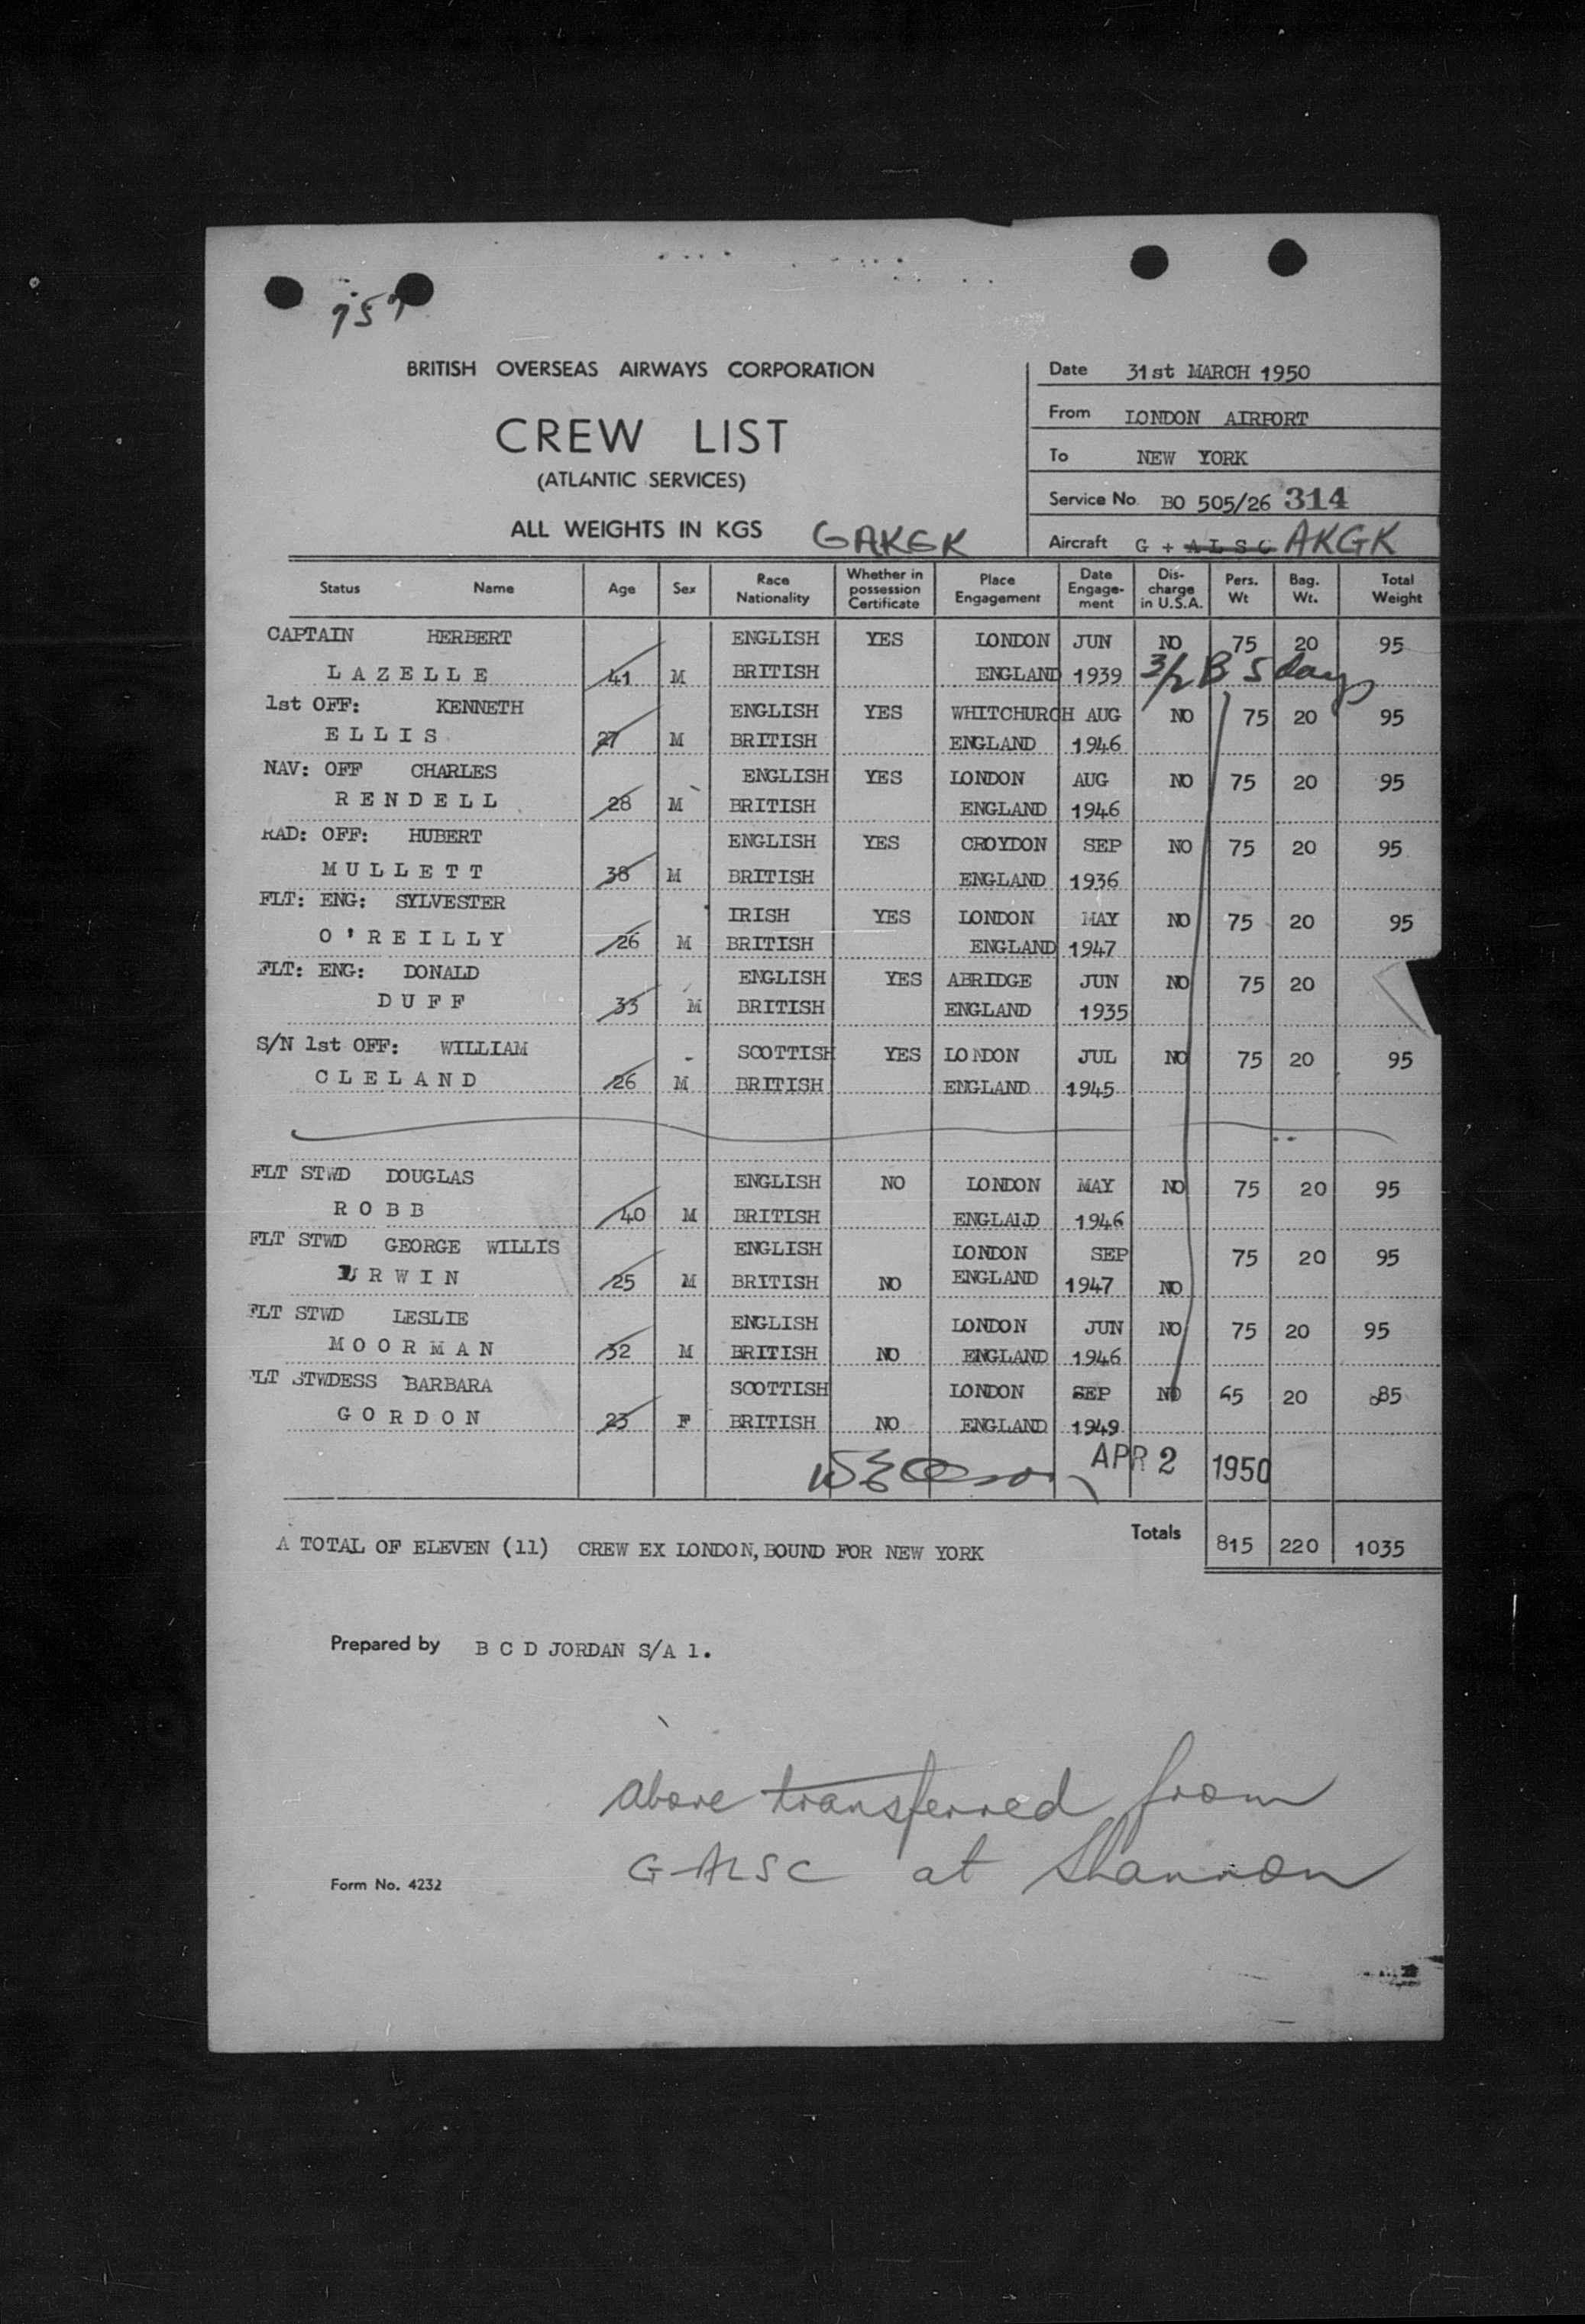 757
BRITISH OVERSEAS AIRWAYS CORPORATION
CREW LIST
(ATLANTIC SERVICES)
ALL WEIGHTS IN KGS GAKGK
Date 31st MARCH 1950
From LONDON AIRPORT
To NEW YORK
Service No. BO 505/26 314
Aircraft G + ALSC AKGK
Status Name Age Sex Race Nationality Whether in possession Certificate Place Engagement Date Engage-ment Dis-charge in U.S.A. Pers. Wt Bag. Wt. Total Weight
CAPTAIN HERBERT ENGLISH YES LONDON JUN NO 75 20 95
LAZELLE 41 M BRITISH ENGLAND 1939 3/2 B 5 days
1st OFF: KENNETH ENGLISH YES WHITCHURCH AUG NO 75 20 95
ELLIS 27 M BRITISH ENGLAND 1946
NAV: OFF CHARLES ENGLISH YES LONDON AUG NO 75 20 95
RENDELL 28 M BRITISH ENGLAND 1946
RAD: OFF: HUBERT ENGLISH YES CROYDON SEP NO 75 20 95
MULLETT 38 M BRITISH ENGLAND 1936
FLT: ENG: SYLVESTER IRISH YES LONDON MAY NO 75 20 95
O'REILLY 26 M BRITISH ENGLAND 1947
FLT: ENG: DONALD ENGLISH YES ABRIDGE JUN NO 75 20
DUFF 33 M BRITISH ENGLAND 1935
S/N 1st OFF: WILLIAM SCOTTISH YES LONDON JUL NO 75 20 95
CLELAND 26 M BRITISH ENGLAND 1945
FLT STWD DOUGLAS ENGLISH NO LONDON MAY NO 75 20 95
ROBB 40 M BRITISH ENGLAND 1946
FLT STWD GEORGE WILLIS ENGLISH LONDON SEP 75 20 95
URWIN 25 M BRITISH NO ENGLAND 1947 NO
FLT STWD LESLIE ENGLISH LONDON JUN NO 75 20 95
MOORMAN 32 M BRITISH NO ENGLAND 1946
FLT STWDESS BARBARA SCOTTISH LONDON SEP NO 65 20 85
GORDON 23 F BRITISH NO ENGLAND 1949
APR 2 1950
A TOTAL OF ELEVEN (11) CREW EX LONDON, BOUND FOR NEW YORK Totals 815 220 1035
Prepared by B C D JORDAN S/A 1.
above transferred from
G-ALSC at Shannon
Form No. 4232